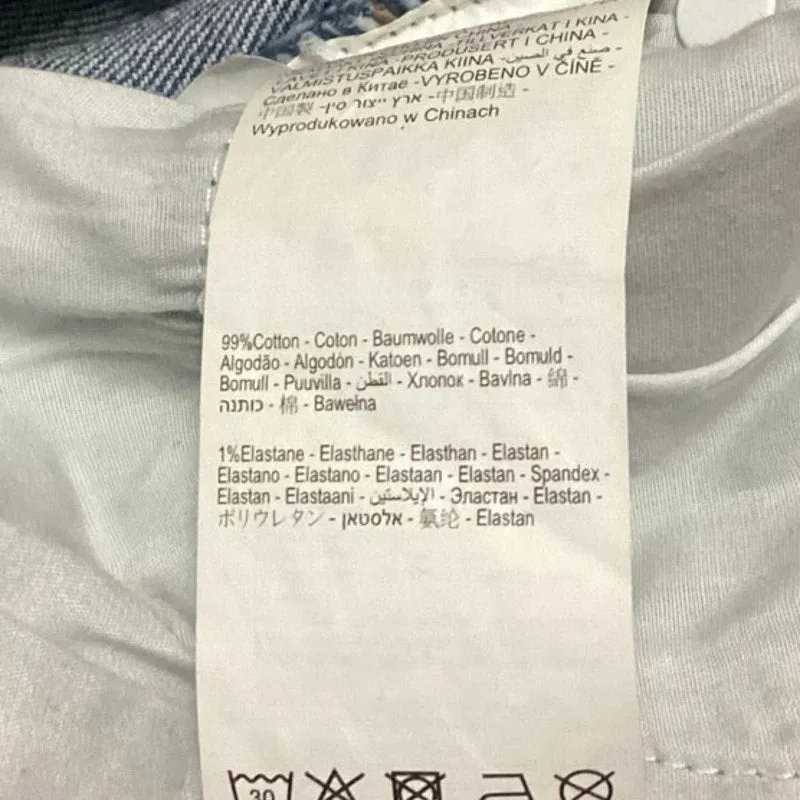 LAVET I KINA -PRODUSERT I CHINA -
VALMISTUSPAIKKA KIINA -صنع في الصين -
Сделано в Китае -VYROBENO V ČÍNĚ -
中国製 -ארץ ייצור סין -中国制造 -
Wyprodukowano w Chinach
99%Cotton - Coton - Baumwolle - Cotone -
Algodão - Algodón - Katoen - Bomull - Bomuld -
Bomull - Puuvilla - القطن - Хлопок - Bavlna - 綿 -
כותנה - 棉 - Bawełna
1%Elastane - Elasthane - Elasthan - Elastan -
Elastano - Elastano - Elastaan - Elastan - Spandex -
Elastan - Elastaani - الإيلاستين - Эластан - Elastan -
ポリウレタン - אלסטאן - 氨纶 - Elastan
30